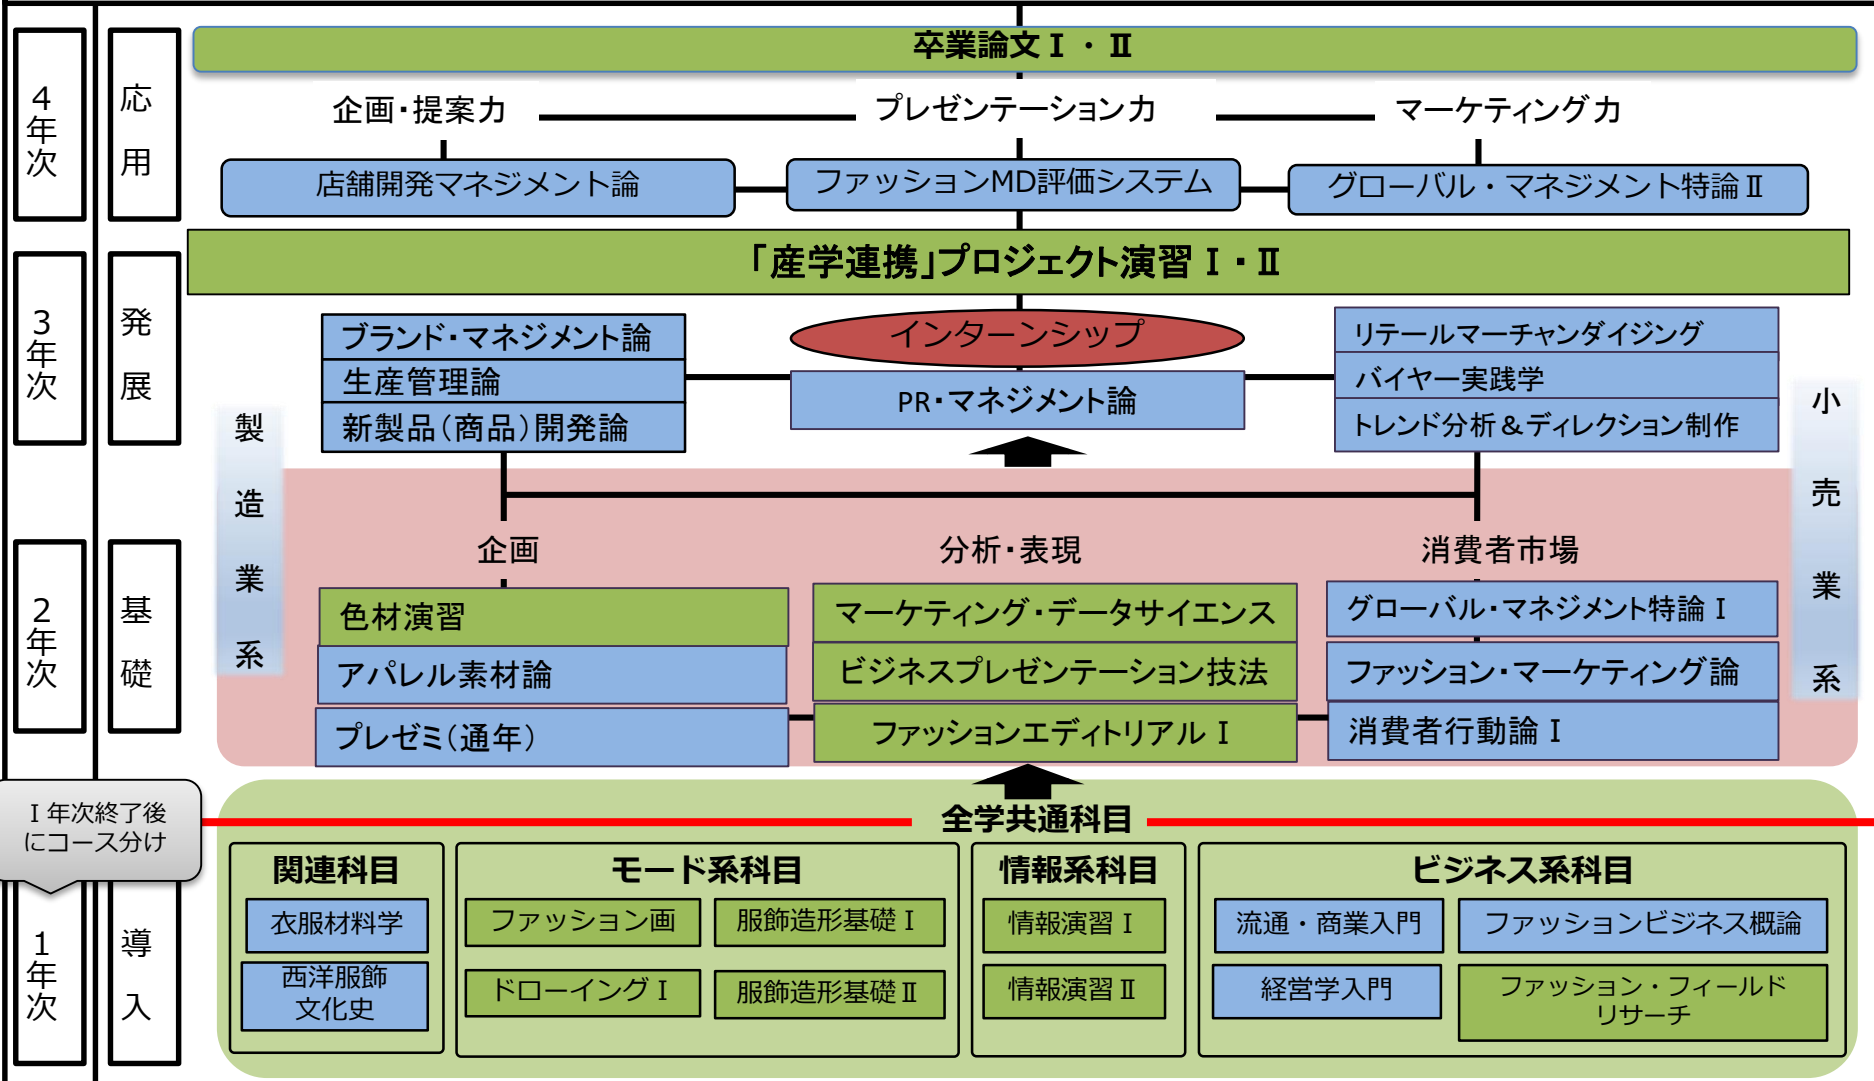 4年次
応用
卒業論文Ⅰ・Ⅱ
企画・提案力
プレゼンテーション力
マーケティング力
店舗開発マネジメント論
ファッションMD評価システム
グローバル・マネジメント特論Ⅱ
3年次
発展
「産学連携」プロジェクト演習Ⅰ・Ⅱ
ブランド・マネジメント論
生産管理論
新製品(商品)開発論
インターンシップ
PR・マネジメント論
リテールマーチャンダイジング
バイヤー実践学
トレンド分析&ディレクション制作
製造業系
小売業系
2年次
基礎
企画
分析・表現
消費者市場
色材演習
アパレル素材論
プレゼミ(通年)
マーケティング・データサイエンス
ビジネスプレゼンテーション技法
ファッションエディトリアルⅠ
グローバル・マネジメント特論Ⅰ
ファッション・マーケティング論
消費者行動論Ⅰ
Ⅰ年次終了後
にコース分け
全学共通科目
1年次
導入
関連科目
衣服材料学
西洋服飾
文化史
モード系科目
ファッション画
服飾造形基礎Ⅰ
ドローイングⅠ
服飾造形基礎Ⅱ
情報系科目
情報演習Ⅰ
情報演習Ⅱ
ビジネス系科目
流通・商業入門
ファッションビジネス概論
経営学入門
ファッション・フィールド
リサーチ